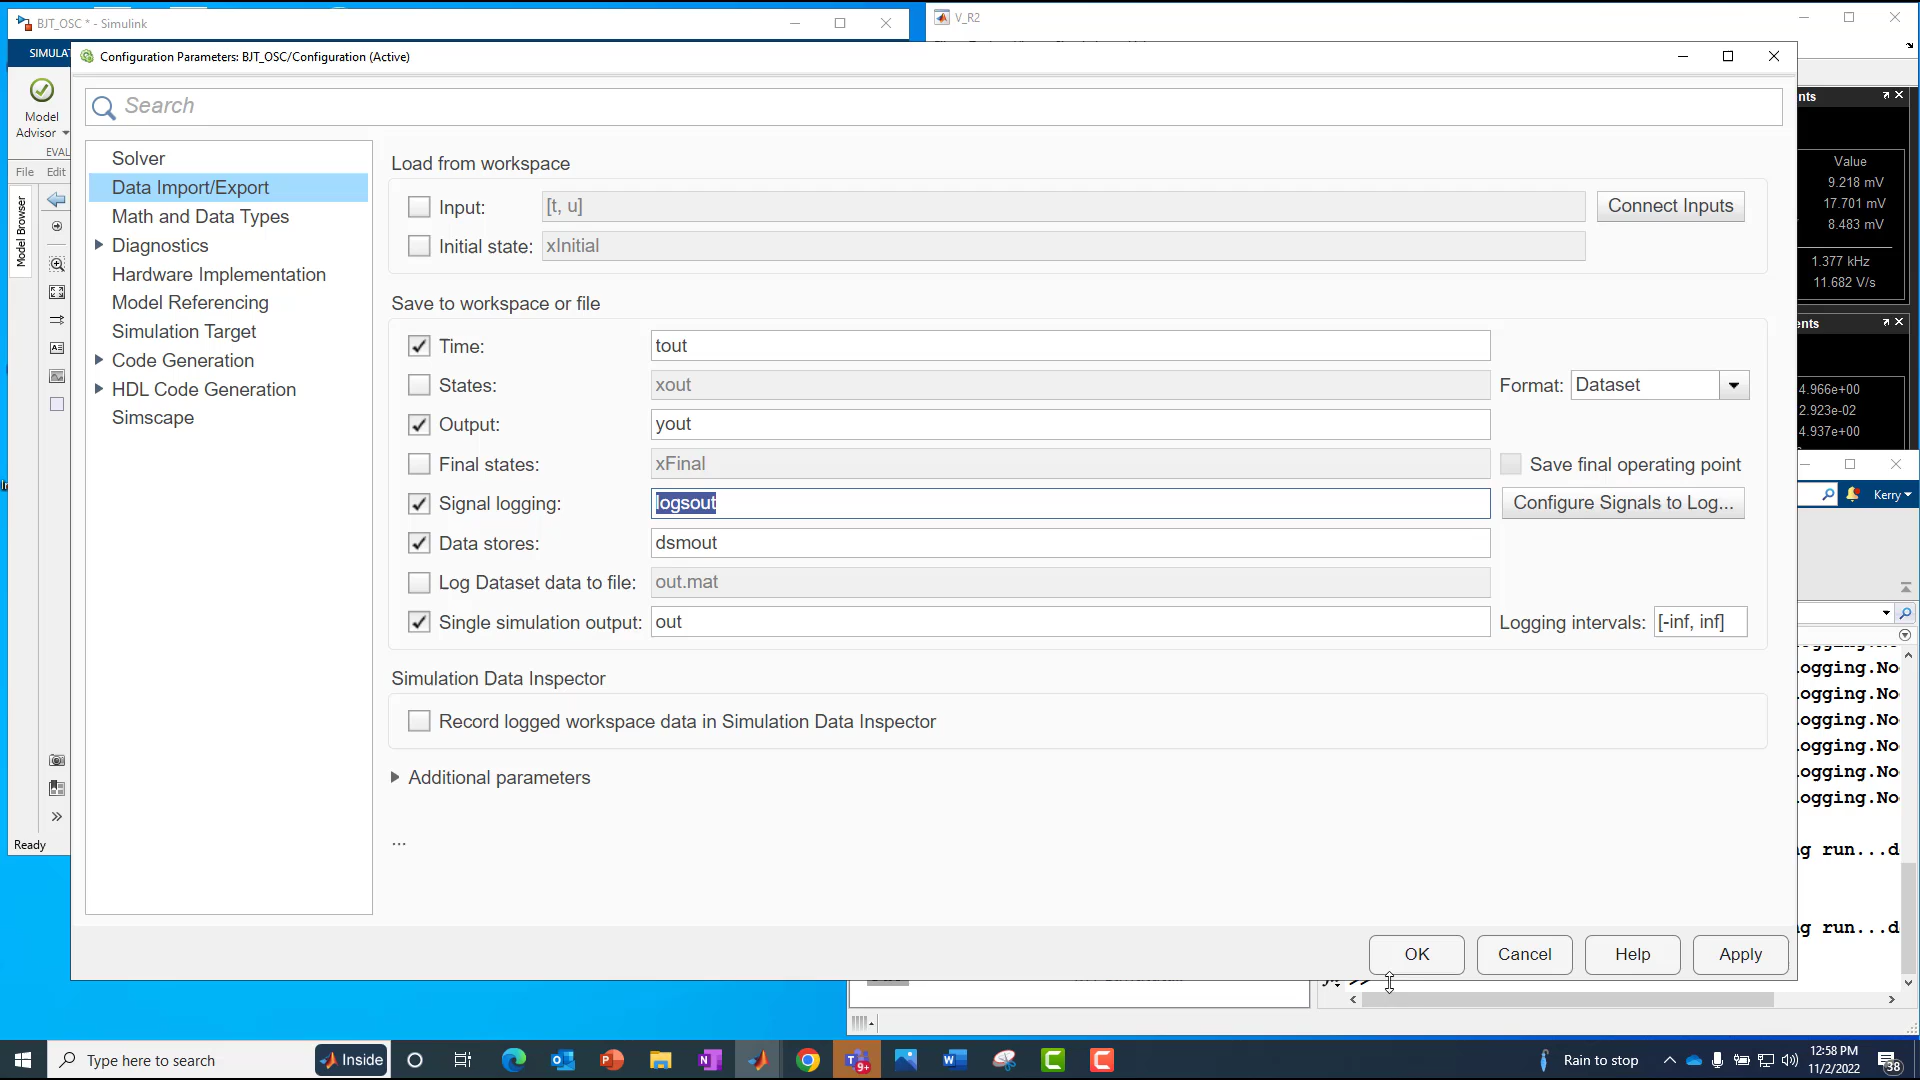 BJT_OSC * - Simulink
V_R2
SIMULAT
Configuration Parameters: BJT_OSC/Configuration (Active)
Search
Model
Advisor
EVAL
File Edit
Model Browser
Ready
Solver
Data Import/Export
Math and Data Types
Diagnostics
Hardware Implementation
Model Referencing
Simulation Target
Code Generation
HDL Code Generation
Simscape
Load from workspace
Input: [t, u] Connect Inputs
Initial state: xInitial
Save to workspace or file
Time: tout
States: xout Format: Dataset
Output: yout
Final states: xFinal Save final operating point
Signal logging: logsout Configure Signals to Log...
Data stores: dsmout
Log Dataset data to file: out.mat
Single simulation output: out Logging intervals: [-inf, inf]
Simulation Data Inspector
Record logged workspace data in Simulation Data Inspector
Additional parameters
...
OK Cancel Help Apply
nts
Value
9.218 mV
17.701 mV
8.483 mV
1.377 kHz
11.682 V/s
ents
4.966e+00
2.923e-02
4.937e+00
Kerry
ogging.No
ogging.No
ogging.No
ogging.No
ogging.No
ogging.No
g run...d
g run...d
>>
Type here to search Inside
9+
Rain to stop
12:58 PM
11/2/2022
38